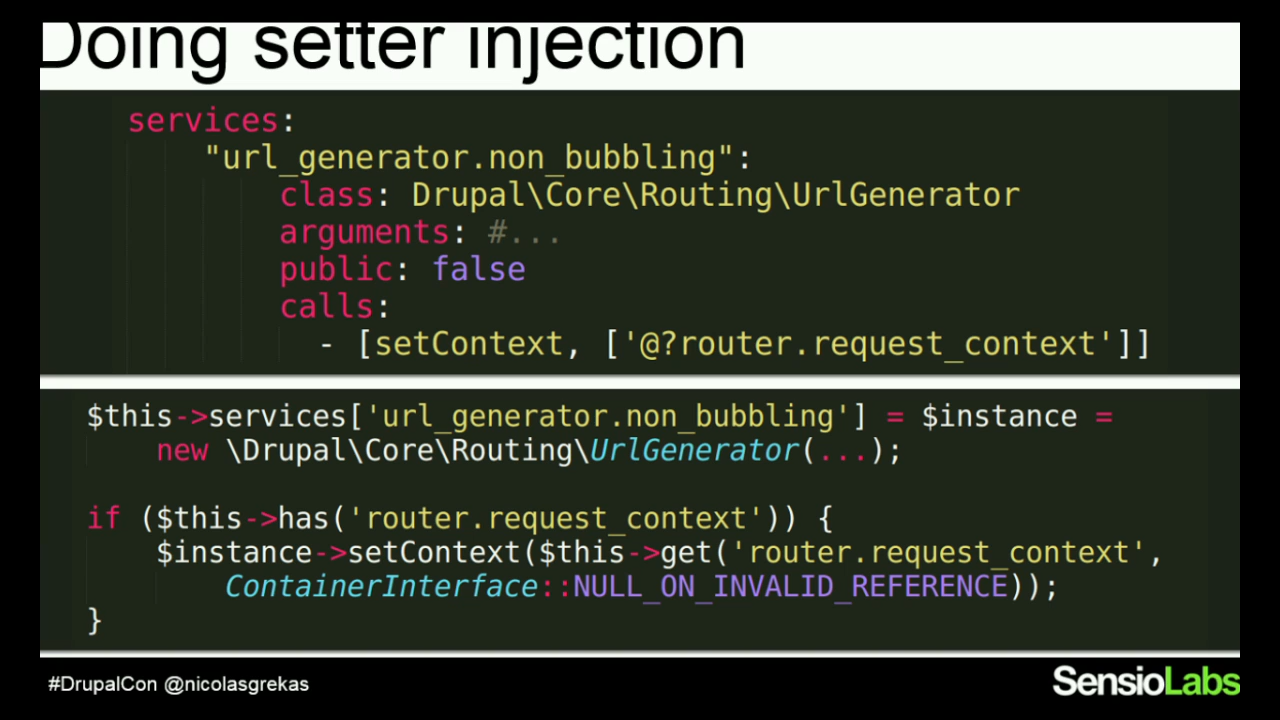 Doing setter injection
services:
"url_generator.non_bubbling":
class: Drupal\Core\Routing\UrlGenerator
arguments: #...
public: false
calls:
- [setContext, ['@?router.request_context']]
$this->services['url_generator.non_bubbling'] = $instance =
new \Drupal\Core\Routing\UrlGenerator(...);
if ($this->has('router.request_context')) {
$instance->setContext($this->get('router.request_context',
ContainerInterface::NULL_ON_INVALID_REFERENCE));
}
#DrupalCon @nicolasgrekas
SensioLabs